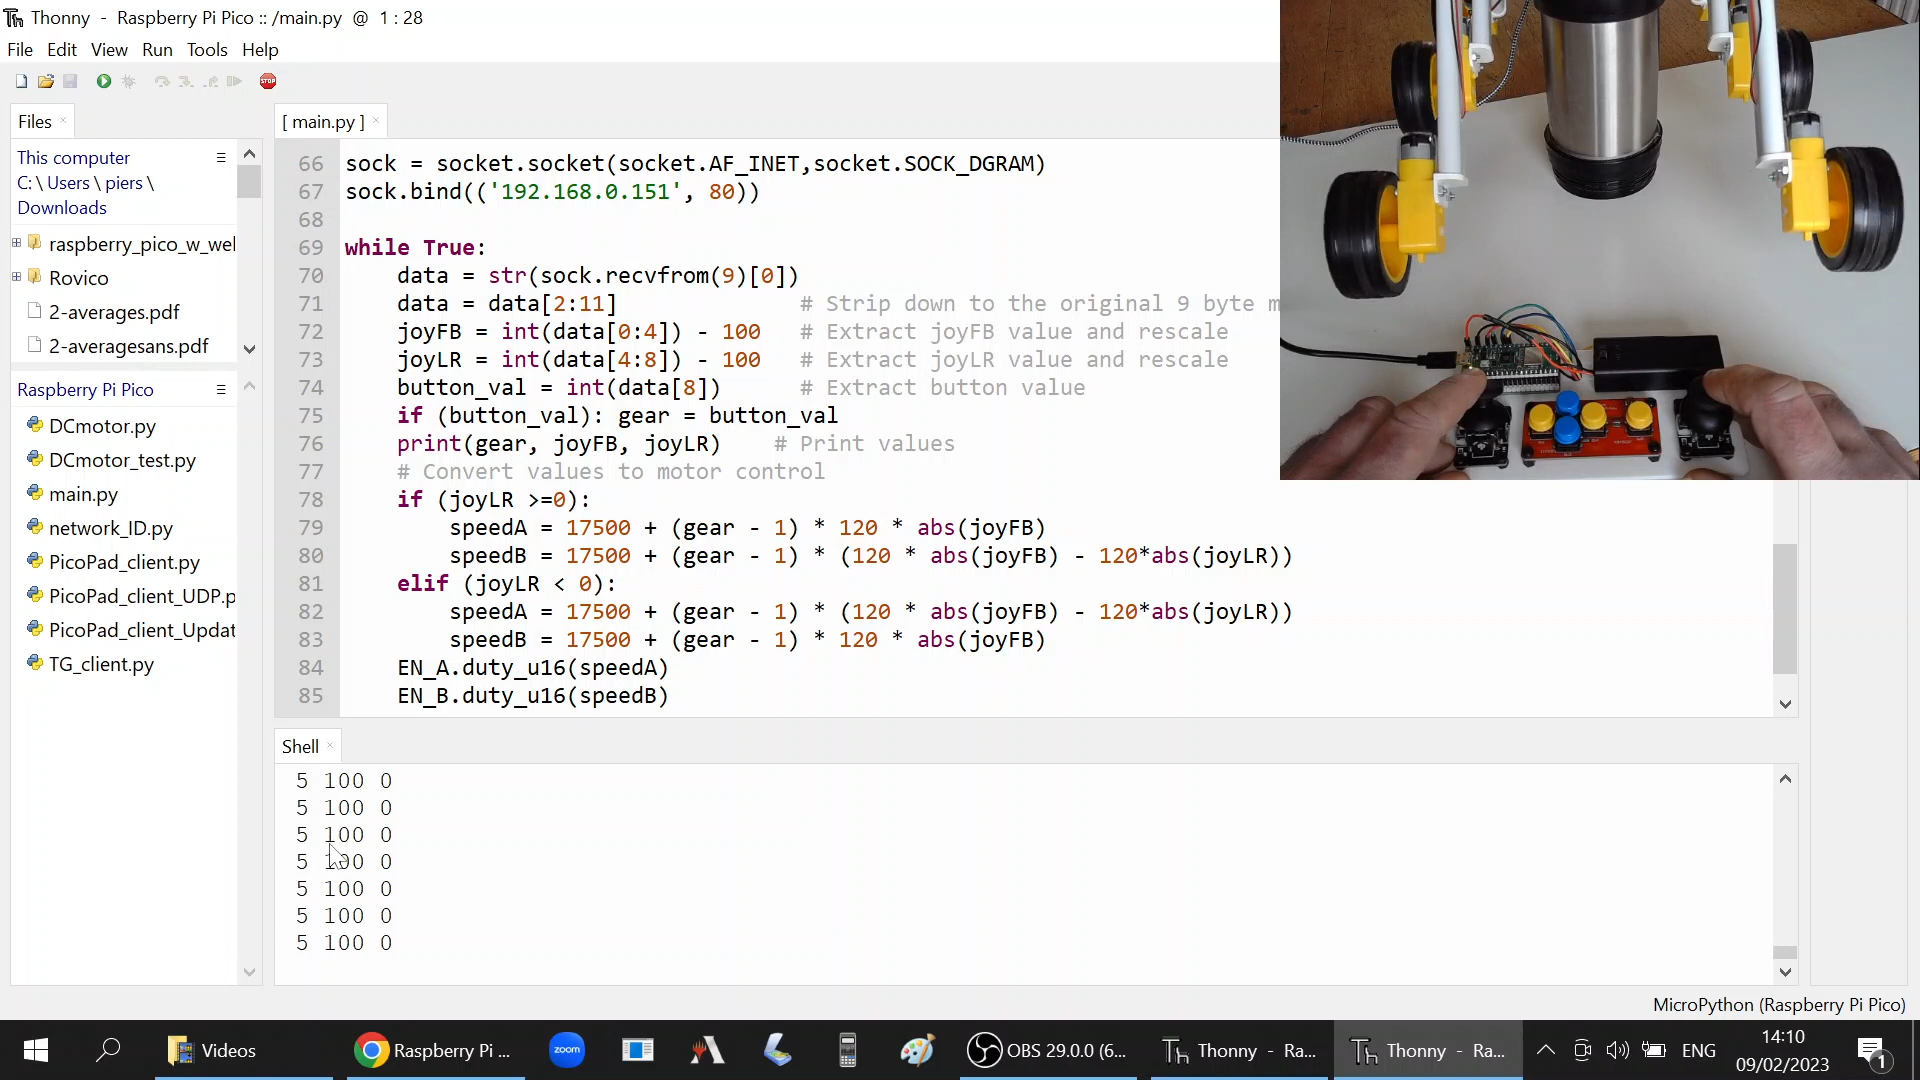 Thonny - Raspberry Pi Pico :: /main.py @ 1 : 28
File Edit View Run Tools Help
STOP
Files ×
This computer
C: \ Users \ piers \
Downloads
raspberry_pico_w_wel
Rovico
2-averages.pdf
2-averagesans.pdf
Raspberry Pi Pico
DCmotor.py
DCmotor_test.py
main.py
network_ID.py
PicoPad_client.py
PicoPad_client_UDP.p
PicoPad_client_Updat
TG_client.py
[ main.py ] ×
66 sock = socket.socket(socket.AF_INET,socket.SOCK_DGRAM)
67 sock.bind(('192.168.0.151', 80))
68
69 while True:
70     data = str(sock.recvfrom(9)[0])
71     data = data[2:11]              # Strip down to the original 9 byte m
72     joyFB = int(data[0:4]) - 100   # Extract joyFB value and rescale
73     joyLR = int(data[4:8]) - 100   # Extract joyLR value and rescale
74     button_val = int(data[8])      # Extract button value
75     if (button_val): gear = button_val
76     print(gear, joyFB, joyLR)    # Print values
77     # Convert values to motor control
78     if (joyLR >=0):
79         speedA = 17500 + (gear - 1) * 120 * abs(joyFB)
80         speedB = 17500 + (gear - 1) * (120 * abs(joyFB) - 120*abs(joyLR))
81     elif (joyLR < 0):
82         speedA = 17500 + (gear - 1) * (120 * abs(joyFB) - 120*abs(joyLR))
83         speedB = 17500 + (gear - 1) * 120 * abs(joyFB)
84     EN_A.duty_u16(speedA)
85     EN_B.duty_u16(speedB)
Shell ×
5 100 0
5 100 0
5 100 0
5 100 0
5 100 0
5 100 0
5 100 0
MicroPython (Raspberry Pi Pico)
Videos
Raspberry Pi ...
zoom
OBS 29.0.0 (6...
Thonny - Ra...
Thonny - Ra...
ENG
14:10
09/02/2023
1